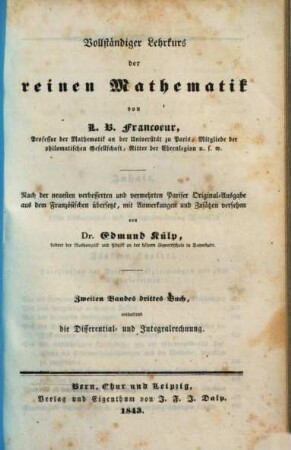 Vollständiger Lehrkurs
der
reinen Mathematik
von
L. B. Francoeur,
Professor der Mathematik an der Universität zu Paris, Mitgliede der
philomatischen Gesellschaft, Ritter der Ehrenlegion u. s. w.
Nach der neuesten verbesserten und vermehrten Pariser Original-Ausgabe
aus dem Französischen übersetzt, mit Anmerkungen und Zusätzen versehen
von
Dr. Edmund Külp,
Lehrer der Mathematik und Physik an der höhern Gewerbschule in Darmstadt.
Zweiten Bandes drittes Buch,
enthaltend
die Differential- und Integralrechnung.
Bern, Chur und Leipzig,
Verlag und Eigenthum von J. F. J. Dalp.
1843.